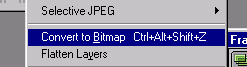 Selective JPEG
Convert to Bitmap Ctrl+Alt+Shift+Z
Flatten Layers
Fra